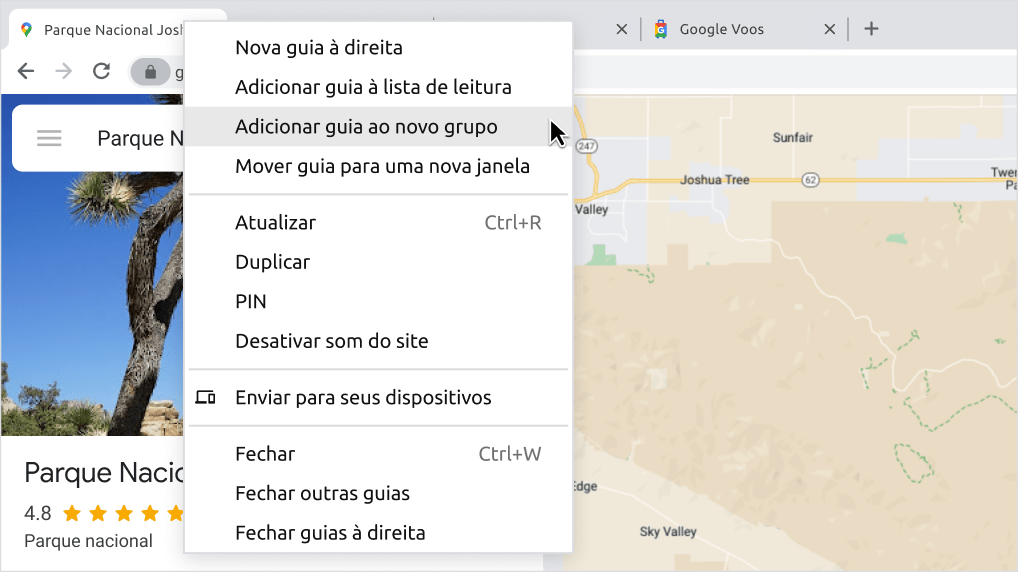 Parque Nacional Josh
Google Voos
Nova guia à direita
Adicionar guia à lista de leitura
Adicionar guia ao novo grupo
Mover guia para uma nova janela
Atualizar Ctrl+R
Duplicar
PIN
Desativar som do site
Enviar para seus dispositivos
Fechar Ctrl+W
Fechar outras guias
Fechar guias à direita
g
Parque N
Parque Nacio
4.8
Parque nacional
247
Sunfair
Joshua Tree
62
Twen
Pa
Valley
Edge
Sky Valley